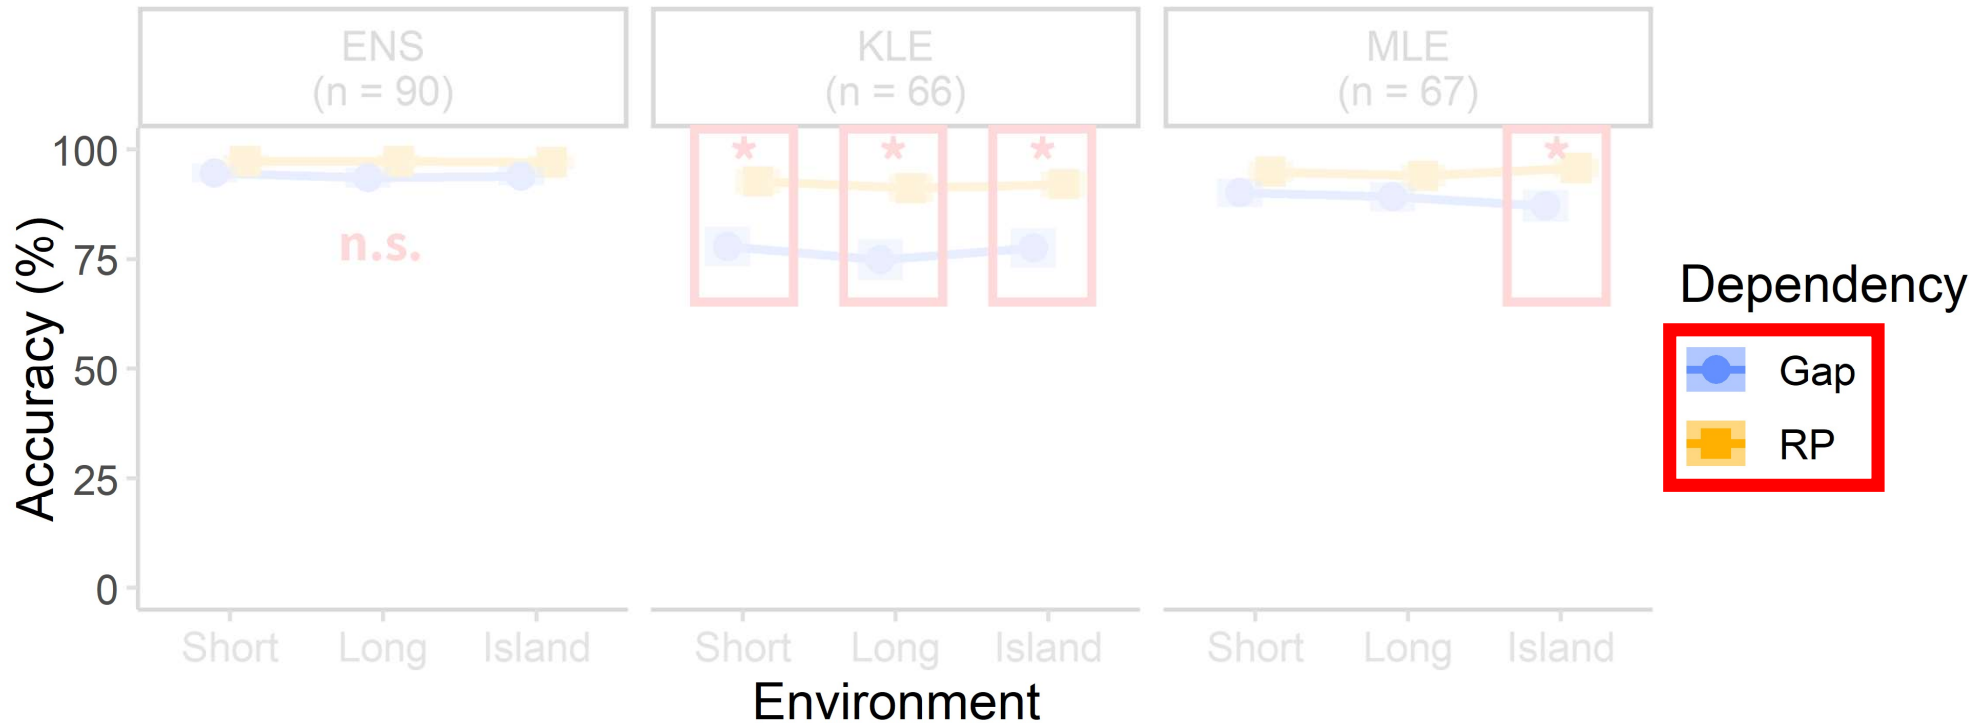 ENS
(n = 90)
KLE
(n = 66)
MLE
(n = 67)
Accuracy (%)
100
75
50
25
0
n.s.
*
*
*
*
Short
Long
Island
Short
Long
Island
Short
Long
Island
Environment
Dependency
Gap
RP